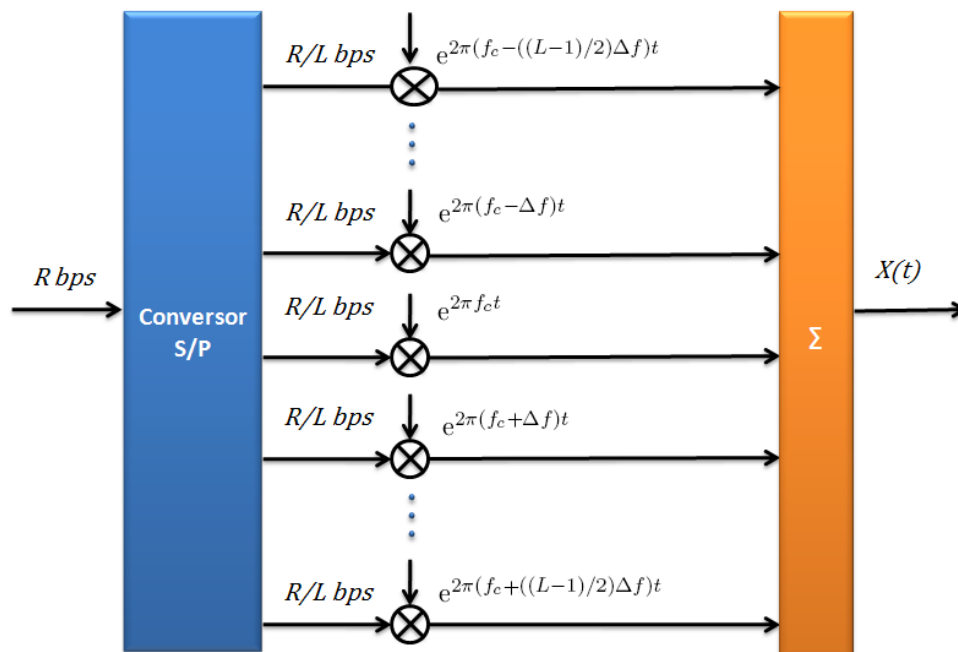 R/L bps
e^{2π(f_c−((L−1)/2)Δf)t}
R/L bps
e^{2π(f_c−Δf)t}
R bps
Conversor
S/P
R/L bps
e^{2πf_ct}
Σ
X(t)
R/L bps
e^{2π(f_c+Δf)t}
R/L bps
e^{2π(f_c+((L−1)/2)Δf)t}